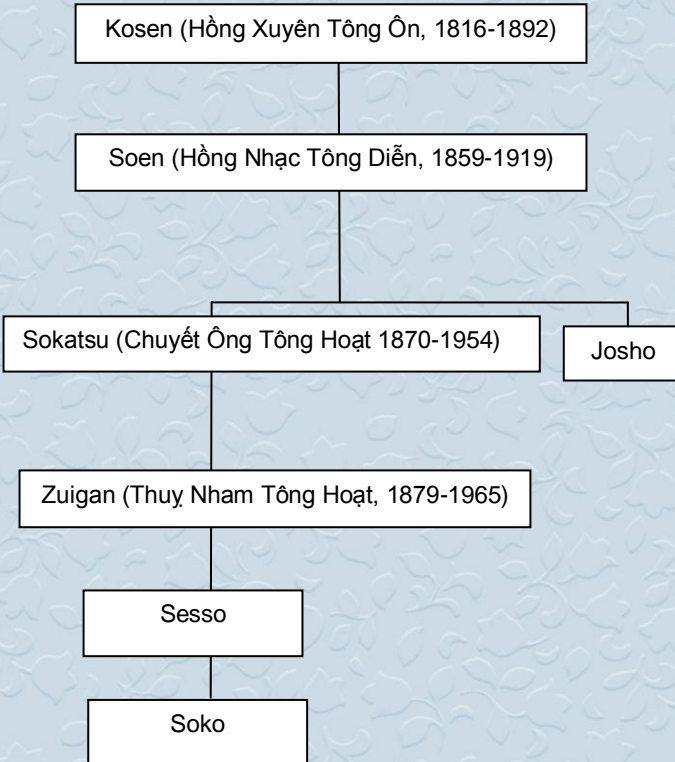 Kosen (Hồng Xuyên Tông Ôn, 1816-1892)
Soen (Hồng Nhạc Tông Diễn, 1859-1919)
Sokatsu (Chuyết Ông Tông Hoạt 1870-1954)
Josho
Zuigan (Thuỵ Nham Tông Hoạt, 1879-1965)
Sesso
Soko